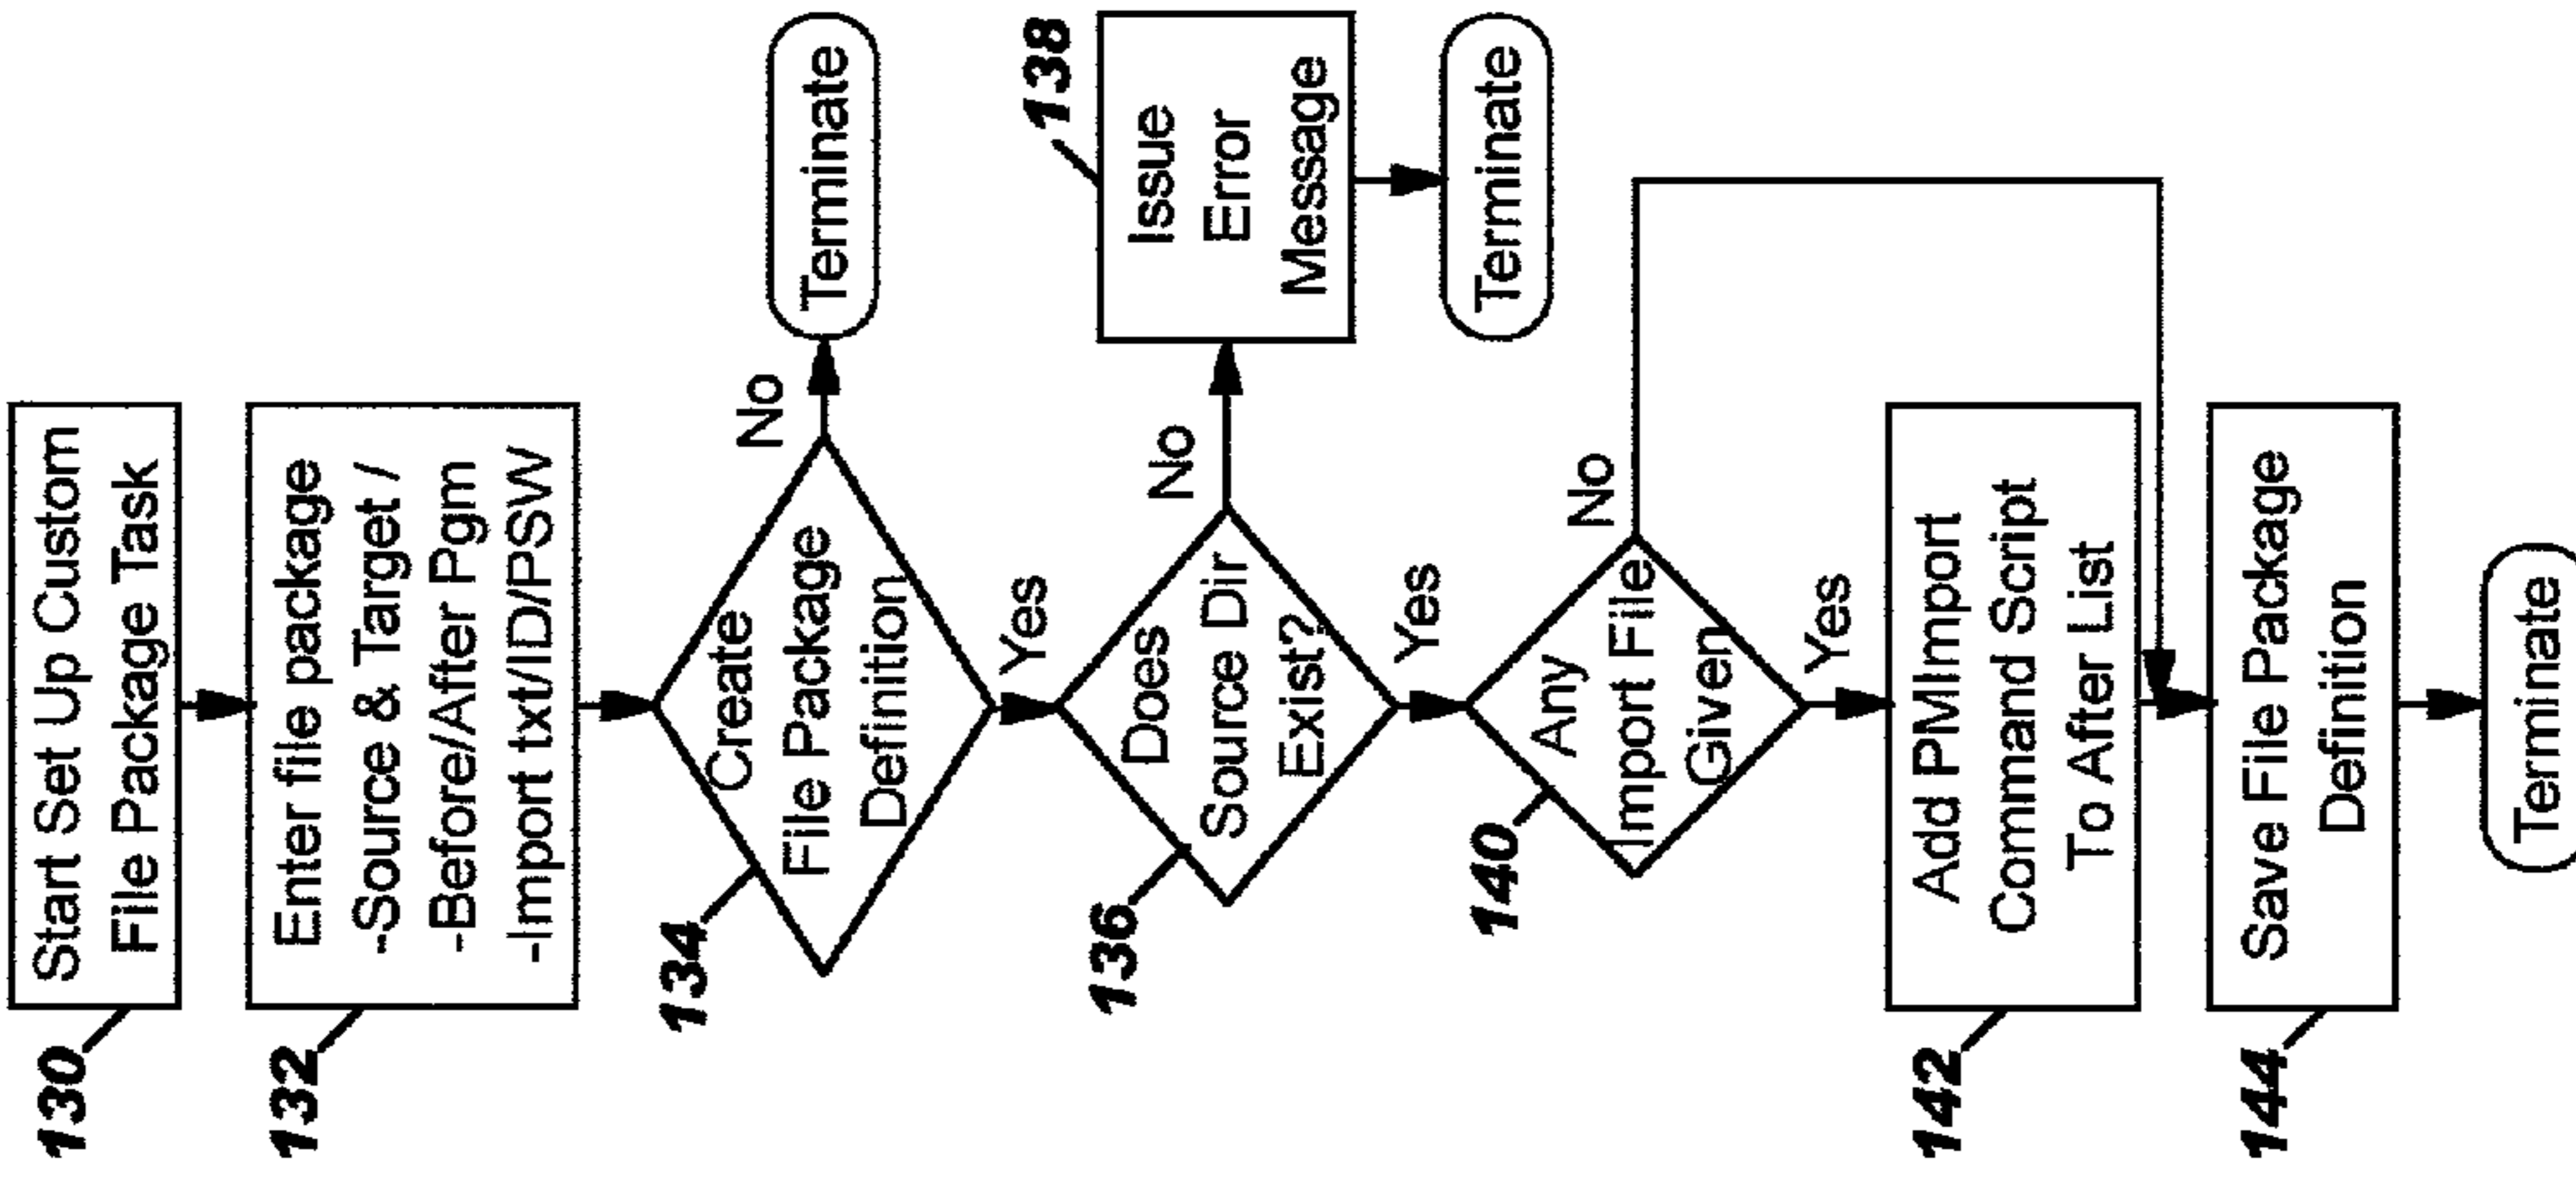 130
Start Set Up Custom
File Package Task
132
Enter file package
-Source & Target /
-Before/After Pgm
-Import txt/ID/PSW
134
Create
File Package
Definition
No
Terminate
Yes
136
Does
Source Dir
Exist?
No
138
Issue
Error
Message
Terminate
Yes
140
Any
Import File
Given
No
Yes
142
Add PMImport
Command Script
To After List
144
Save File Package
Definition
Terminate